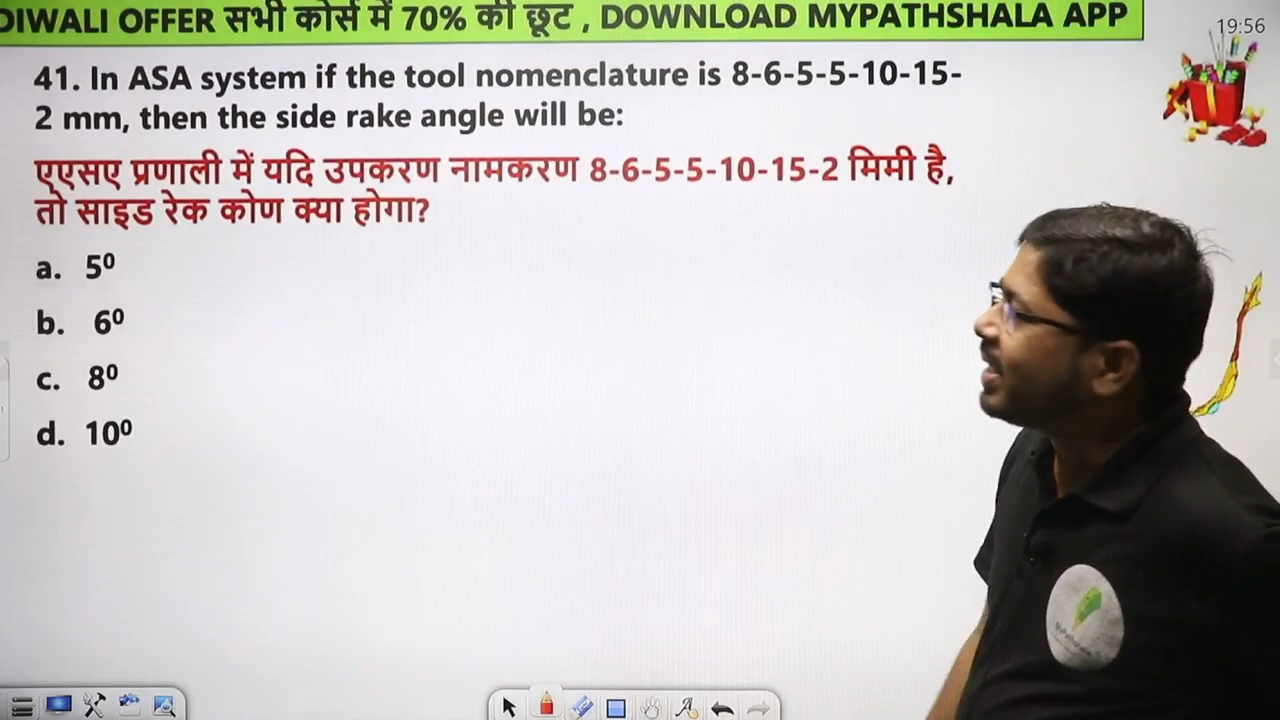 DIWALI OFFER सभी कोर्स में 70% की छूट , DOWNLOAD MYPATHSHALA APP
19:56
41. In ASA system if the tool nomenclature is 8-6-5-5-10-15-
2 mm, then the side rake angle will be:
एएसए प्रणाली में यदि उपकरण नामकरण 8-6-5-5-10-15-2 मिमी है,
तो साइड रेक कोण क्या होगा?
a. 5⁰
b. 6⁰
c. 8⁰
d. 10⁰
MyPathshala